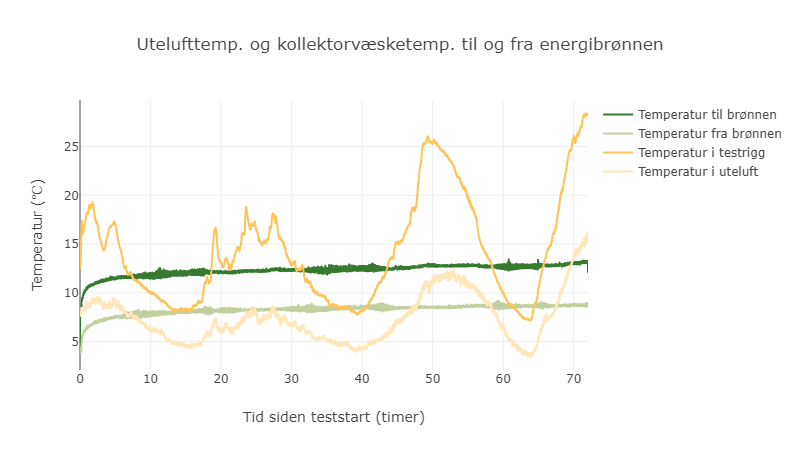 Utelufttemp. og kollektorvæsketemp. til og fra energibrønnen
Temperatur til brønnen
Temperatur fra brønnen
Temperatur i testrigg
Temperatur i uteluft
Temperatur (℃)
25
20
15
10
5
0 10 20 30 40 50 60 70
Tid siden teststart (timer)